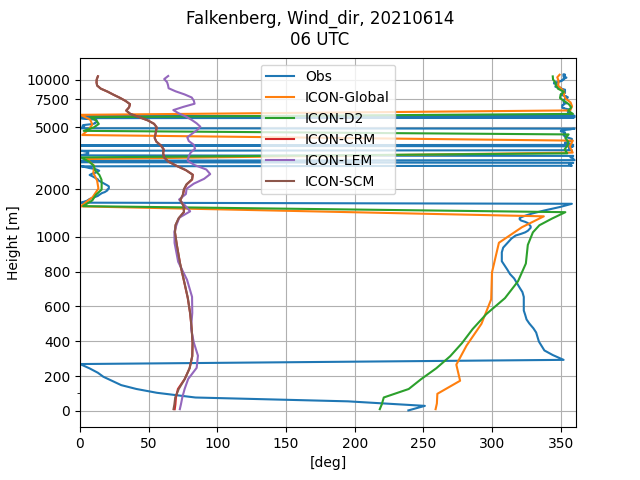 Falkenberg, Wind_dir, 20210614
06 UTC
Height [m]
10000
7500
5000
2000
1000
800
600
400
200
0
Obs
ICON-Global
ICON-D2
ICON-CRM
ICON-LEM
ICON-SCM
0 50 100 150 200 250 300 350
[deg]